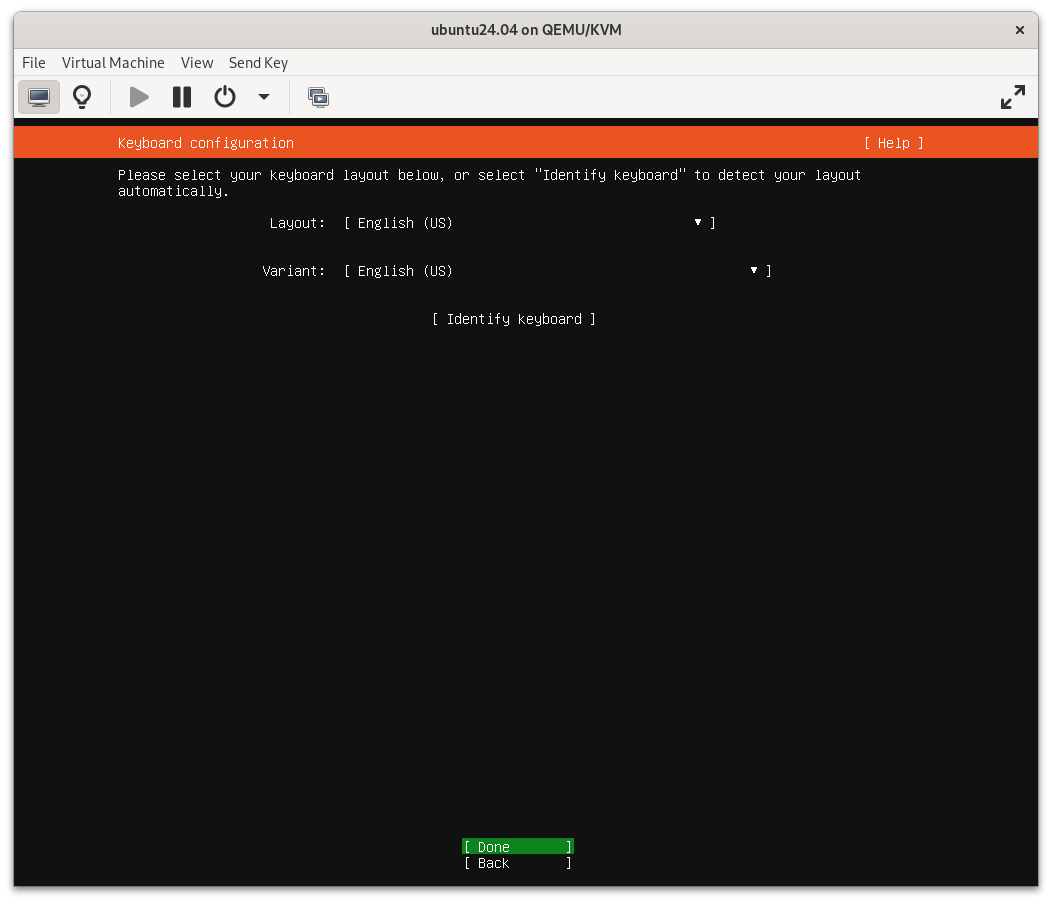 ubuntu24.04 on QEMU/KVM
File Virtual Machine View Send Key
Keyboard configuration [ Help ]
Please select your keyboard layout below, or select "Identify keyboard" to detect your layout
automatically.
Layout: [ English (US) ▾ ]
Variant: [ English (US) ▾ ]
[ Identify keyboard ]
[ Done ]
[ Back ]